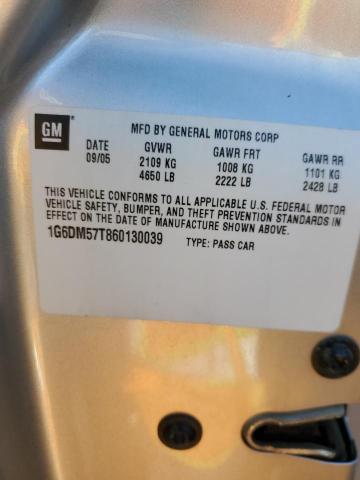 GM
MFD BY GENERAL MOTORS CORP
DATE GVWR GAWR FRT GAWR RR
09/05 2109 KG 1008 KG 1101 KG
4650 LB 2222 LB 2428 LB
THIS VEHICLE CONFORMS TO ALL APPLICABLE U.S. FEDERAL MOTOR
VEHICLE SAFETY, BUMPER, AND THEFT PREVENTION STANDARDS IN
EFFECT ON THE DATE OF MANUFACTURE SHOWN ABOVE.
1G6DM57T860130039 TYPE: PASS CAR